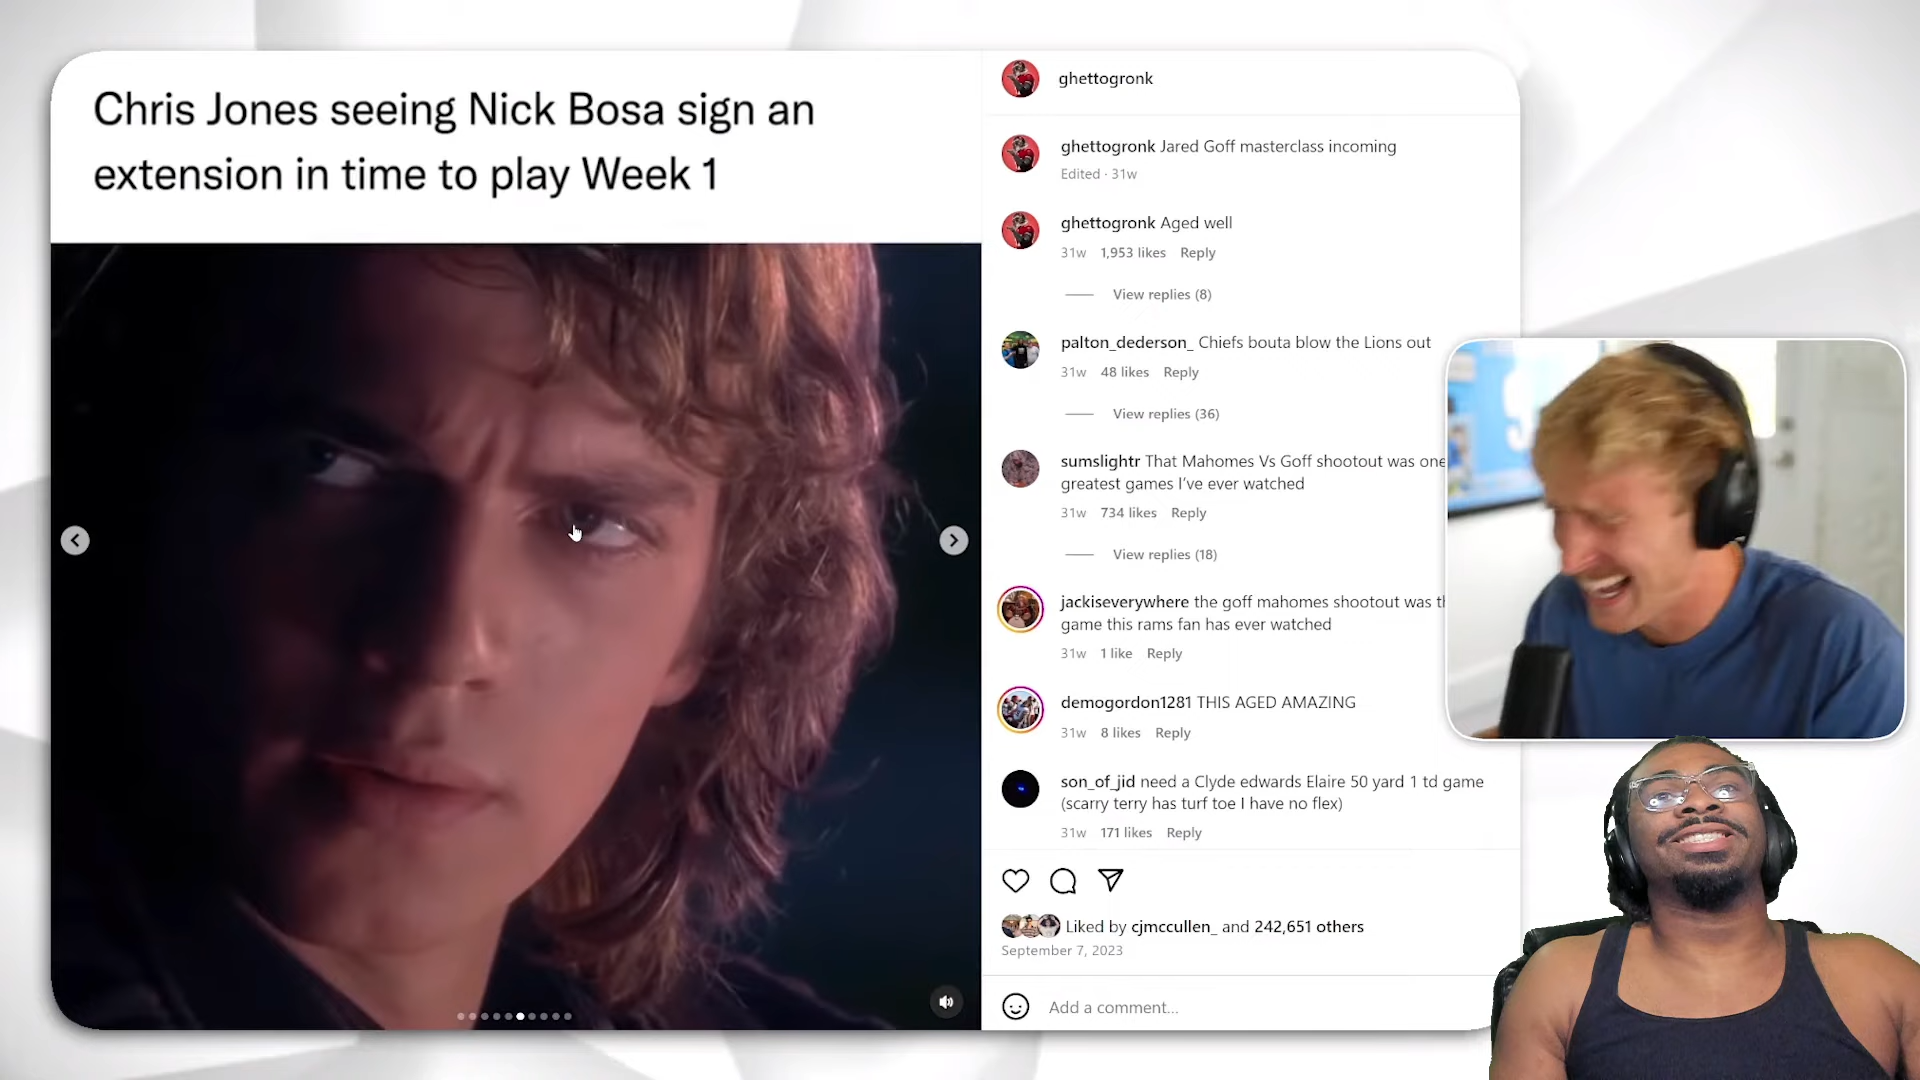 Chris Jones seeing Nick Bosa sign an
extension in time to play Week 1
ghettogronk
ghettogronk Jared Goff masterclass incoming
Edited · 31w
ghettogronk Aged well
31w 1,953 likes Reply
View replies (8)
palton_dederson_ Chiefs bouta blow the Lions out
31w 48 likes Reply
View replies (36)
sumslightr That Mahomes Vs Goff shootout was one
greatest games I've ever watched
31w 734 likes Reply
View replies (18)
jackiseverywhere the goff mahomes shootout was
game this rams fan has ever watched
31w 1 like Reply
demogordon1281 THIS AGED AMAZING
31w 8 likes Reply
son_of_jid need a Clyde edwards Elaire 50 yard 1 td game
(scarry terry has turf toe I have no flex)
31w 171 likes Reply
Liked by cjmccullen_ and 242,651 others
September 7, 2023
Add a comment...